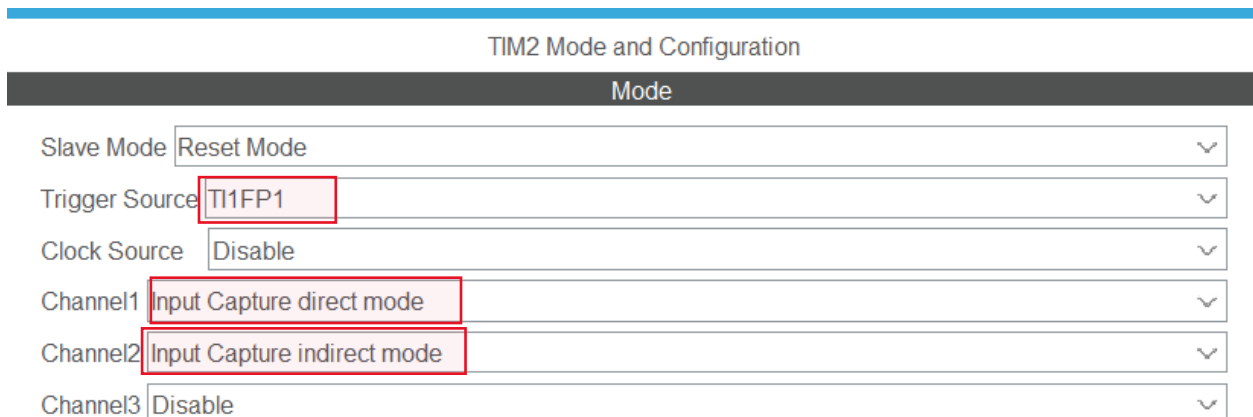 TIM2 Mode and Configuration
Mode
Slave Mode Reset Mode
Trigger Source TI1FP1
Clock Source Disable
Channel1 Input Capture direct mode
Channel2 Input Capture indirect mode
Channel3 Disable